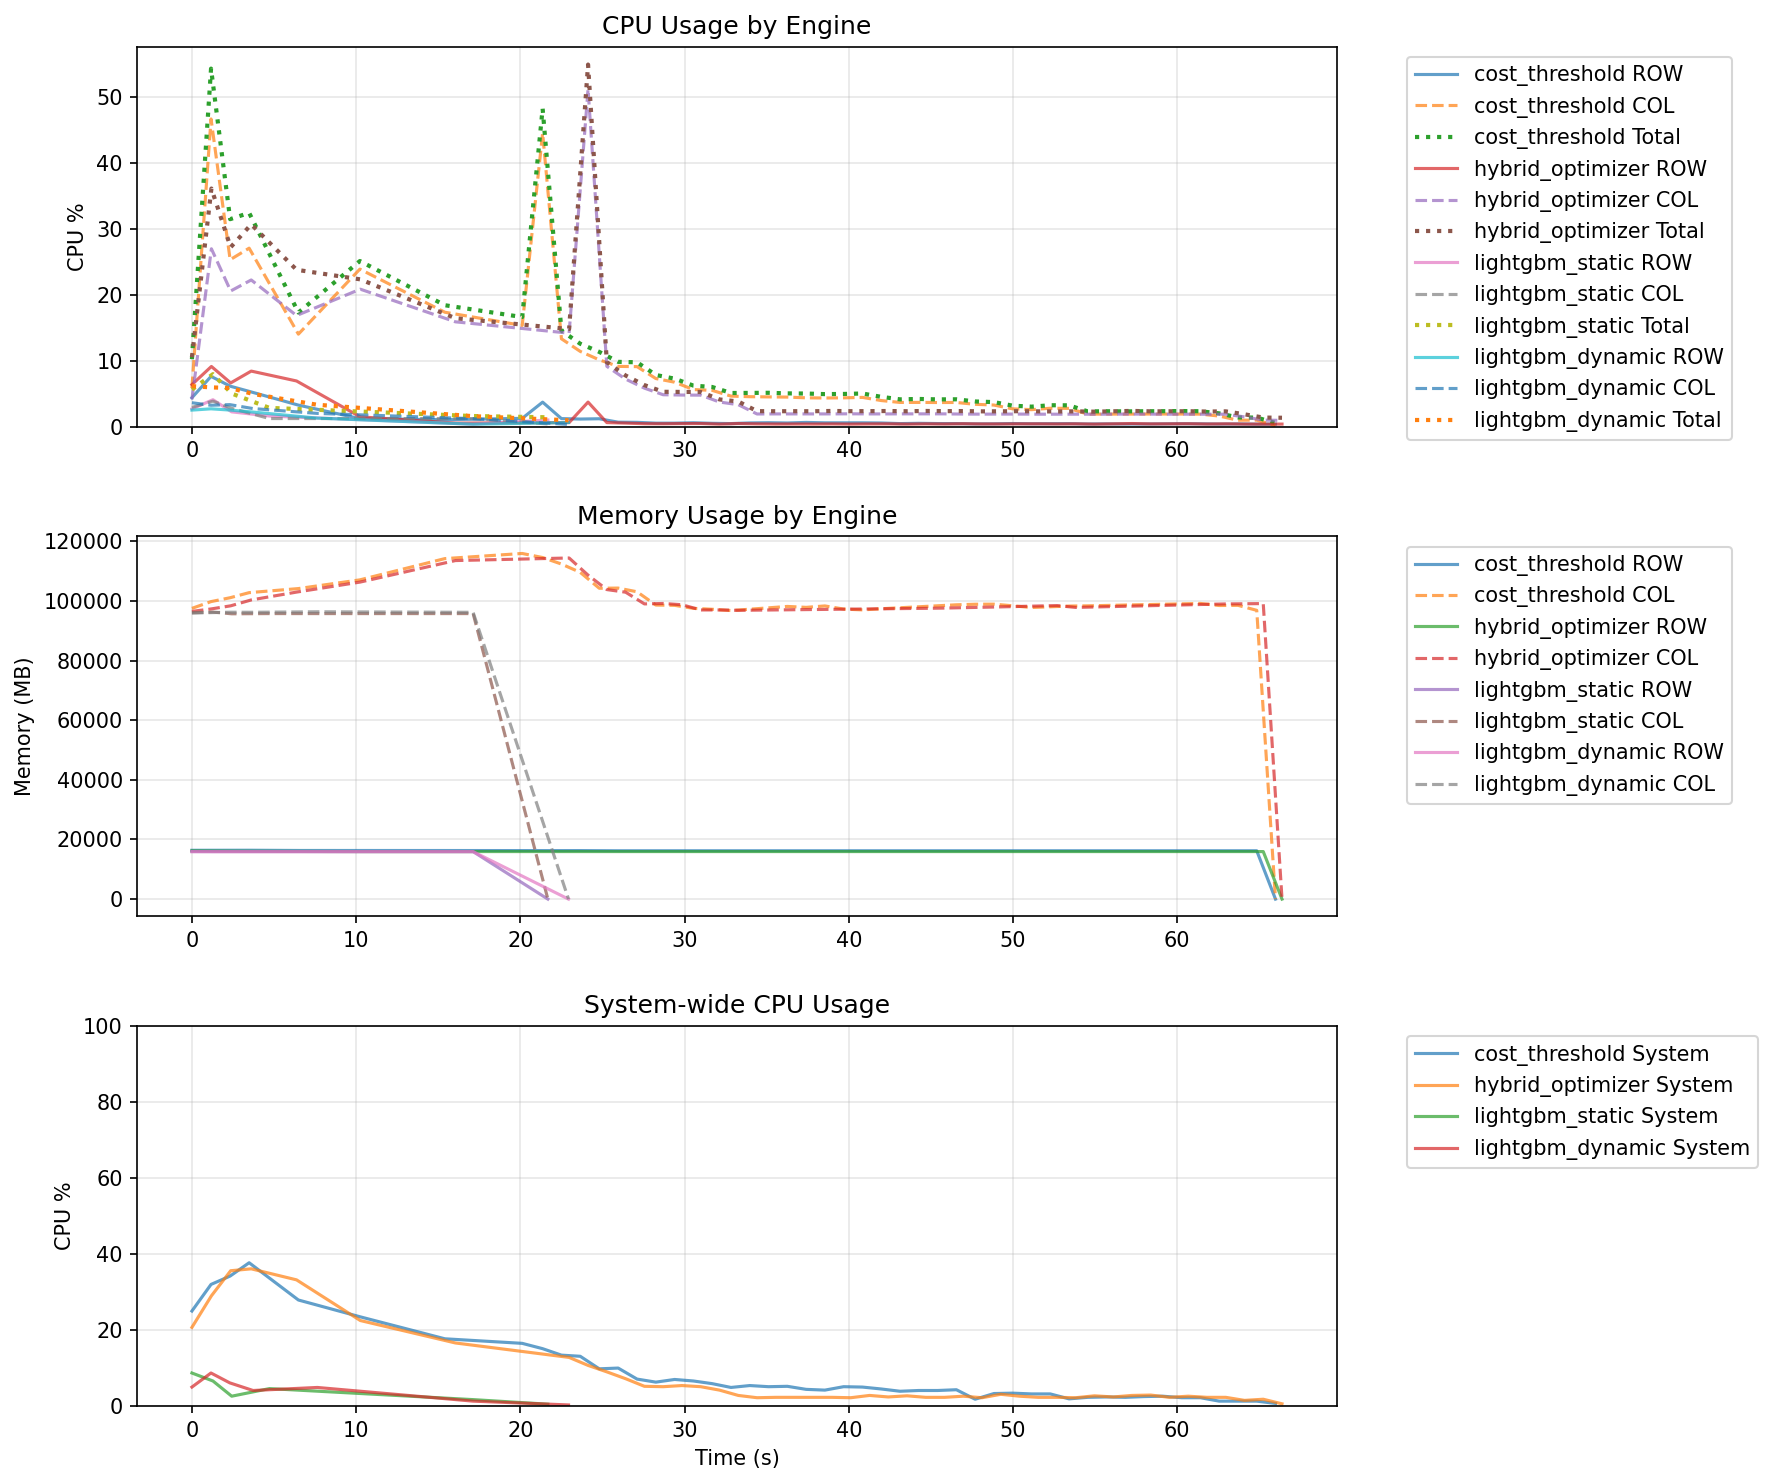 CPU Usage by Engine
CPU %
50
40
30
20
10
0
0 10 20 30 40 50 60
cost_threshold ROW
cost_threshold COL
cost_threshold Total
hybrid_optimizer ROW
hybrid_optimizer COL
hybrid_optimizer Total
lightgbm_static ROW
lightgbm_static COL
lightgbm_static Total
lightgbm_dynamic ROW
lightgbm_dynamic COL
lightgbm_dynamic Total
Memory Usage by Engine
Memory (MB)
120000
100000
80000
60000
40000
20000
0
0 10 20 30 40 50 60
cost_threshold ROW
cost_threshold COL
hybrid_optimizer ROW
hybrid_optimizer COL
lightgbm_static ROW
lightgbm_static COL
lightgbm_dynamic ROW
lightgbm_dynamic COL
System-wide CPU Usage
CPU %
100
80
60
40
20
0
0 10 20 30 40 50 60
Time (s)
cost_threshold System
hybrid_optimizer System
lightgbm_static System
lightgbm_dynamic System